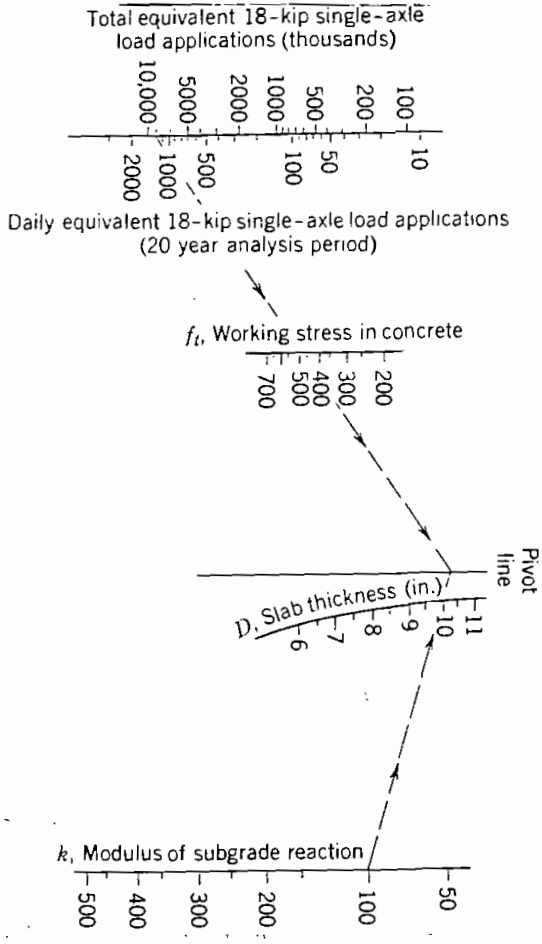 Total equivalent 18-kip single-axle
load applications (thousands)
10,000 5000 2000 1000 500 200 100
2000 1000 500 100 50 10
Daily equivalent 18-kip single-axle load applications
(20 year analysis period)
ft, Working stress in concrete
700 500 400 300 200
Pivot
line
D, Slab thickness (in.)
6 7 8 9 10 11
k, Modulus of subgrade reaction
500 400 300 200 100 50